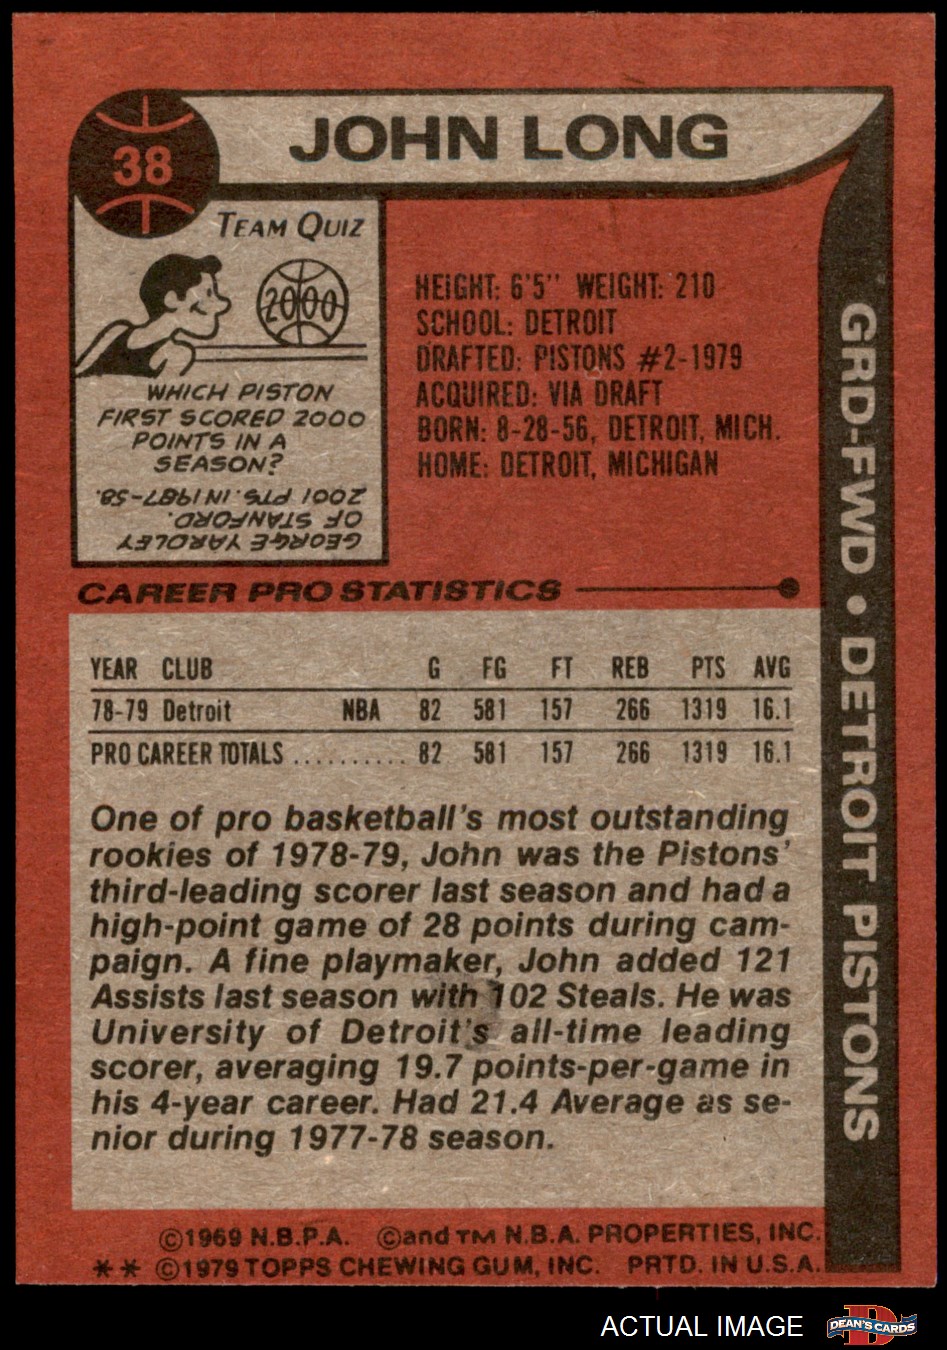 38
JOHN LONG
TEAM QUIZ
2000
WHICH PISTON
FIRST SCORED 2000
POINTS IN A
SEASON?
GEORGE YARDLEY
OF STANFORD.
2001 PTS. IN 1987-58.
HEIGHT: 6'5" WEIGHT: 210
SCHOOL: DETROIT
DRAFTED: PISTONS #2-1979
ACQUIRED: VIA DRAFT
BORN: 8-28-56, DETROIT, MICH.
HOME: DETROIT, MICHIGAN
GRD-FWD • DETROIT PISTONS
CAREER PRO STATISTICS
YEAR CLUB G FG FT REB PTS AVG
78-79 Detroit NBA 82 581 157 266 1319 16.1
PRO CAREER TOTALS .......... 82 581 157 266 1319 16.1
One of pro basketball's most outstanding
rookies of 1978-79, John was the Pistons'
third-leading scorer last season and had a
high-point game of 28 points during cam-
paign. A fine playmaker, John added 121
Assists last season with 102 Steals. He was
University of Detroit's all-time leading
scorer, averaging 19.7 points-per-game in
his 4-year career. Had 21.4 Average as se-
nior during 1977-78 season.
©1969 N.B.P.A. ©and TM N.B.A. PROPERTIES, INC.
** ©1979 TOPPS CHEWING GUM, INC. PRTD. IN U.S.A.
ACTUAL IMAGE
DEAN'S CARDS